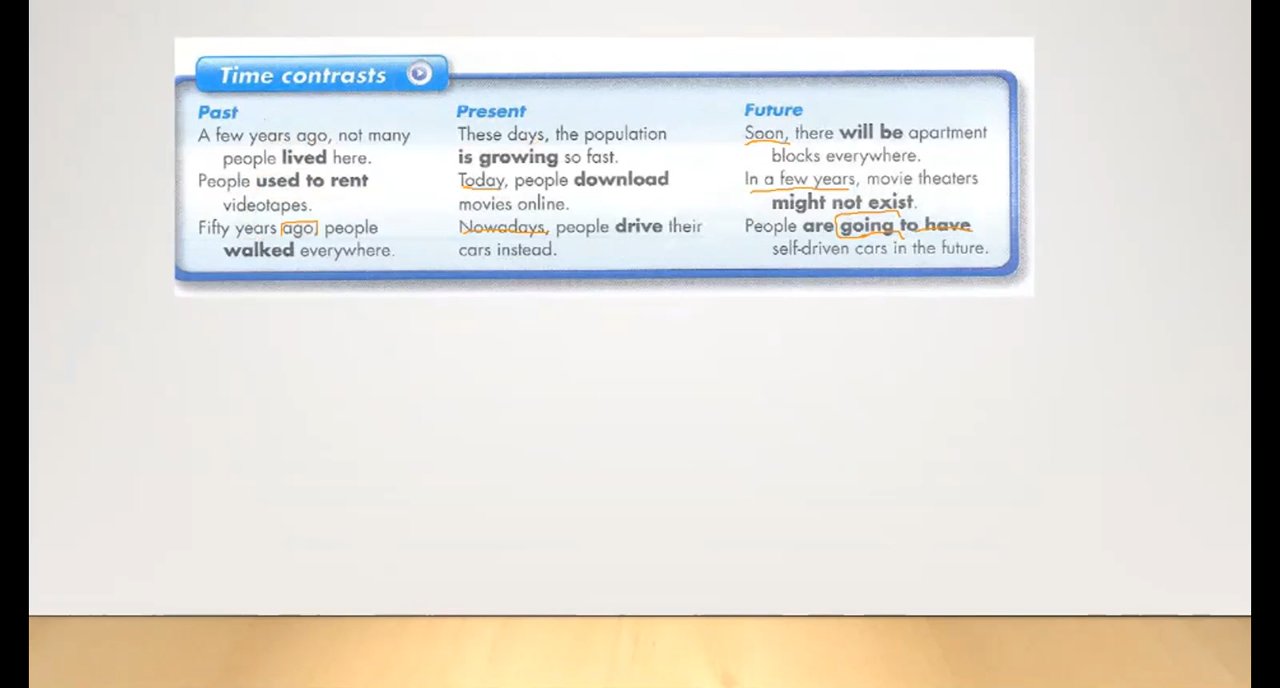 Time contrasts
Past
A few years ago, not many
people lived here.
People used to rent
videotapes.
Fifty years ago, people
walked everywhere.
Present
These days, the population
is growing so fast.
Today, people download
movies online.
Nowadays, people drive their
cars instead.
Future
Soon, there will be apartment
blocks everywhere.
In a few years, movie theaters
might not exist.
People are going to have
self-driven cars in the future.